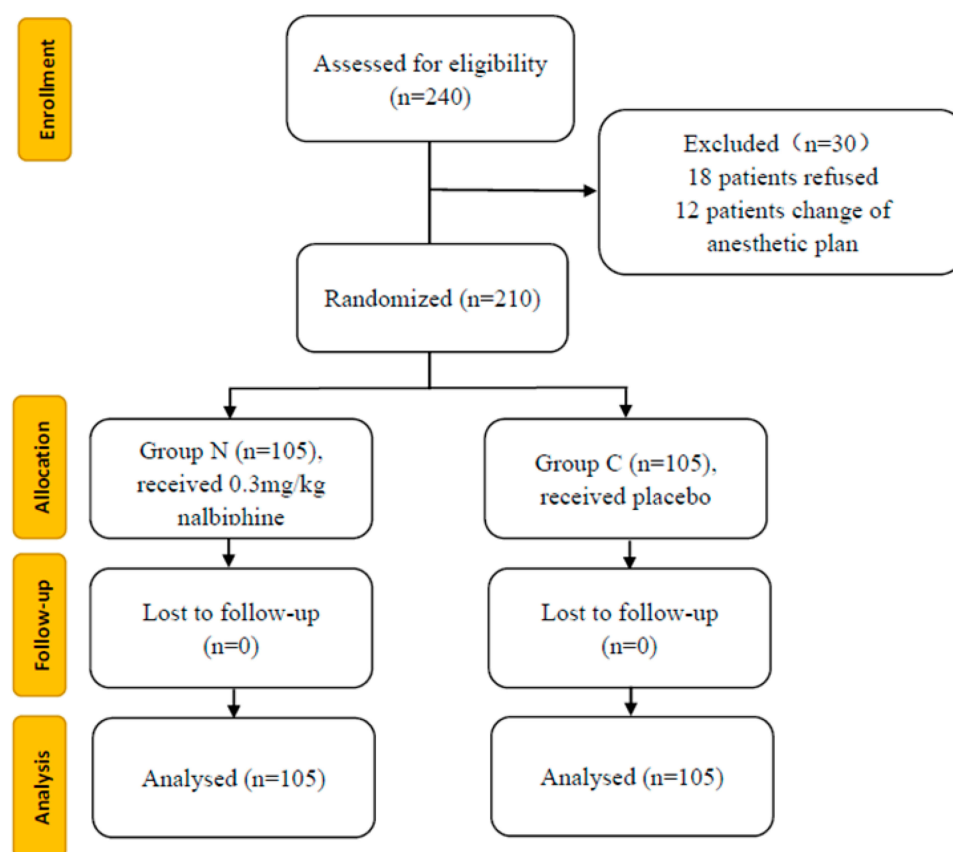 Enrollment
Assessed for eligibility
(n=240)
Excluded（n=30）
18 patients refused
12 patients change of
anesthetic plan
Randomized (n=210)
Allocation
Group N (n=105),
received 0.3mg/kg
nalbiphine
Group C (n=105),
received placebo
Follow-up
Lost to follow-up
(n=0)
Lost to follow-up
(n=0)
Analysis
Analysed (n=105)
Analysed (n=105)